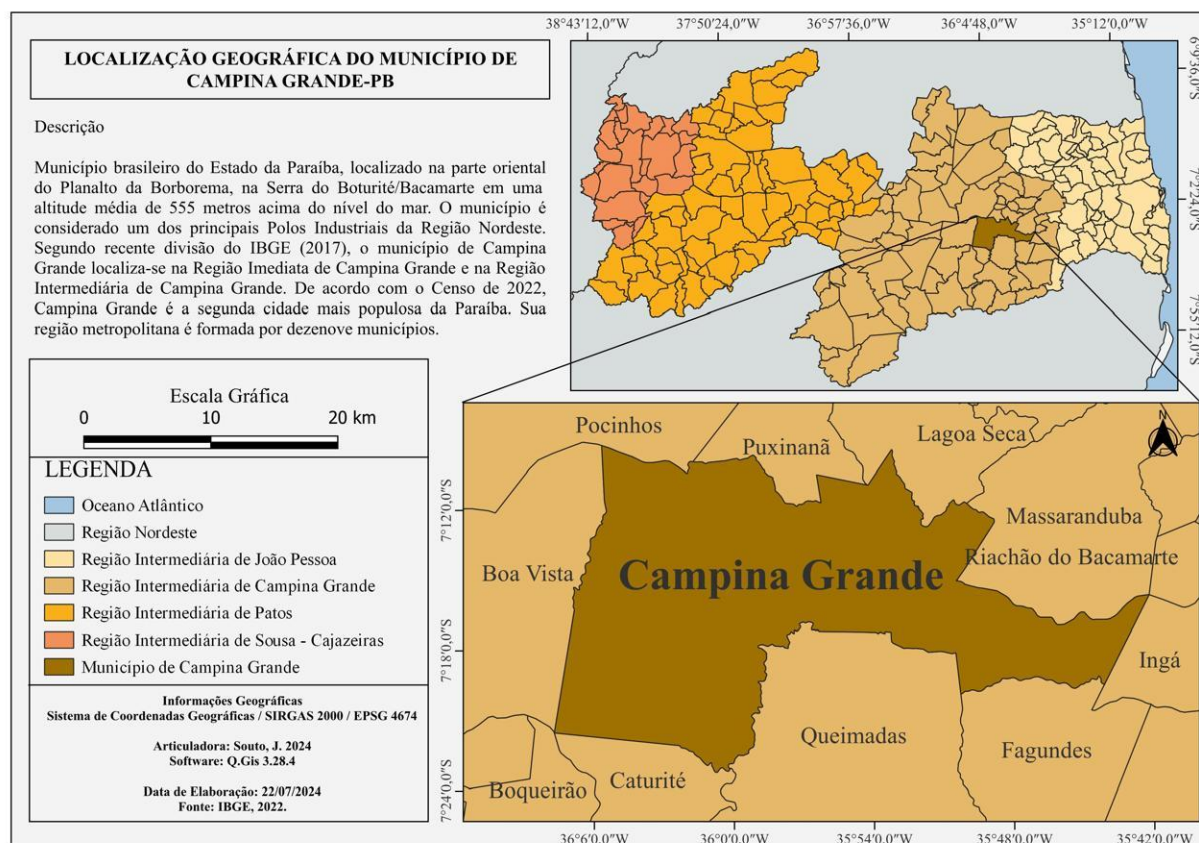 LOCALIZAÇÃO GEOGRÁFICA DO MUNICÍPIO DE
CAMPINA GRANDE-PB
Descrição
Município brasileiro do Estado da Paraíba, localizado na parte oriental
do Planalto da Borborema, na Serra do Boturité/Bacamarte em uma
altitude média de 555 metros acima do nível do mar. O município é
considerado um dos principais Polos Industriais da Região Nordeste.
Segundo recente divisão do IBGE (2017), o município de Campina
Grande localiza-se na Região Imediata de Campina Grande e na Região
Intermediária de Campina Grande. De acordo com o Censo de 2022,
Campina Grande é a segunda cidade mais populosa da Paraíba. Sua
região metropolitana é formada por dezenove municípios.
Escala Gráfica
0 10 20 km
LEGENDA
Oceano Atlântico
Região Nordeste
Região Intermediária de João Pessoa
Região Intermediária de Campina Grande
Região Intermediária de Patos
Região Intermediária de Sousa - Cajazeiras
Município de Campina Grande
Informações Geográficas
Sistema de Coordenadas Geográficas / SIRGAS 2000 / EPSG 4674
Articuladora: Souto, J. 2024
Software: Q.Gis 3.28.4
Data de Elaboração: 22/07/2024
Fonte: IBGE, 2022.
38°43'12,0"W 37°50'24,0"W 36°57'36,0"W 36°4'48,0"W 35°12'0,0"W
6°9'36,0"S
7°2'24,0"S
7°55'12,0"S
N
Pocinhos
Puxinanã
Lagoa Seca
Massaranduba
Riachão do Bacamarte
Boa Vista
Campina Grande
Ingá
Queimadas
Fagundes
Caturité
Boqueirão
7°12'0,0"S
7°18'0,0"S
7°24'0,0"S
36°6'0,0"W 36°0'0,0"W 35°54'0,0"W 35°48'0,0"W 35°42'0,0"W